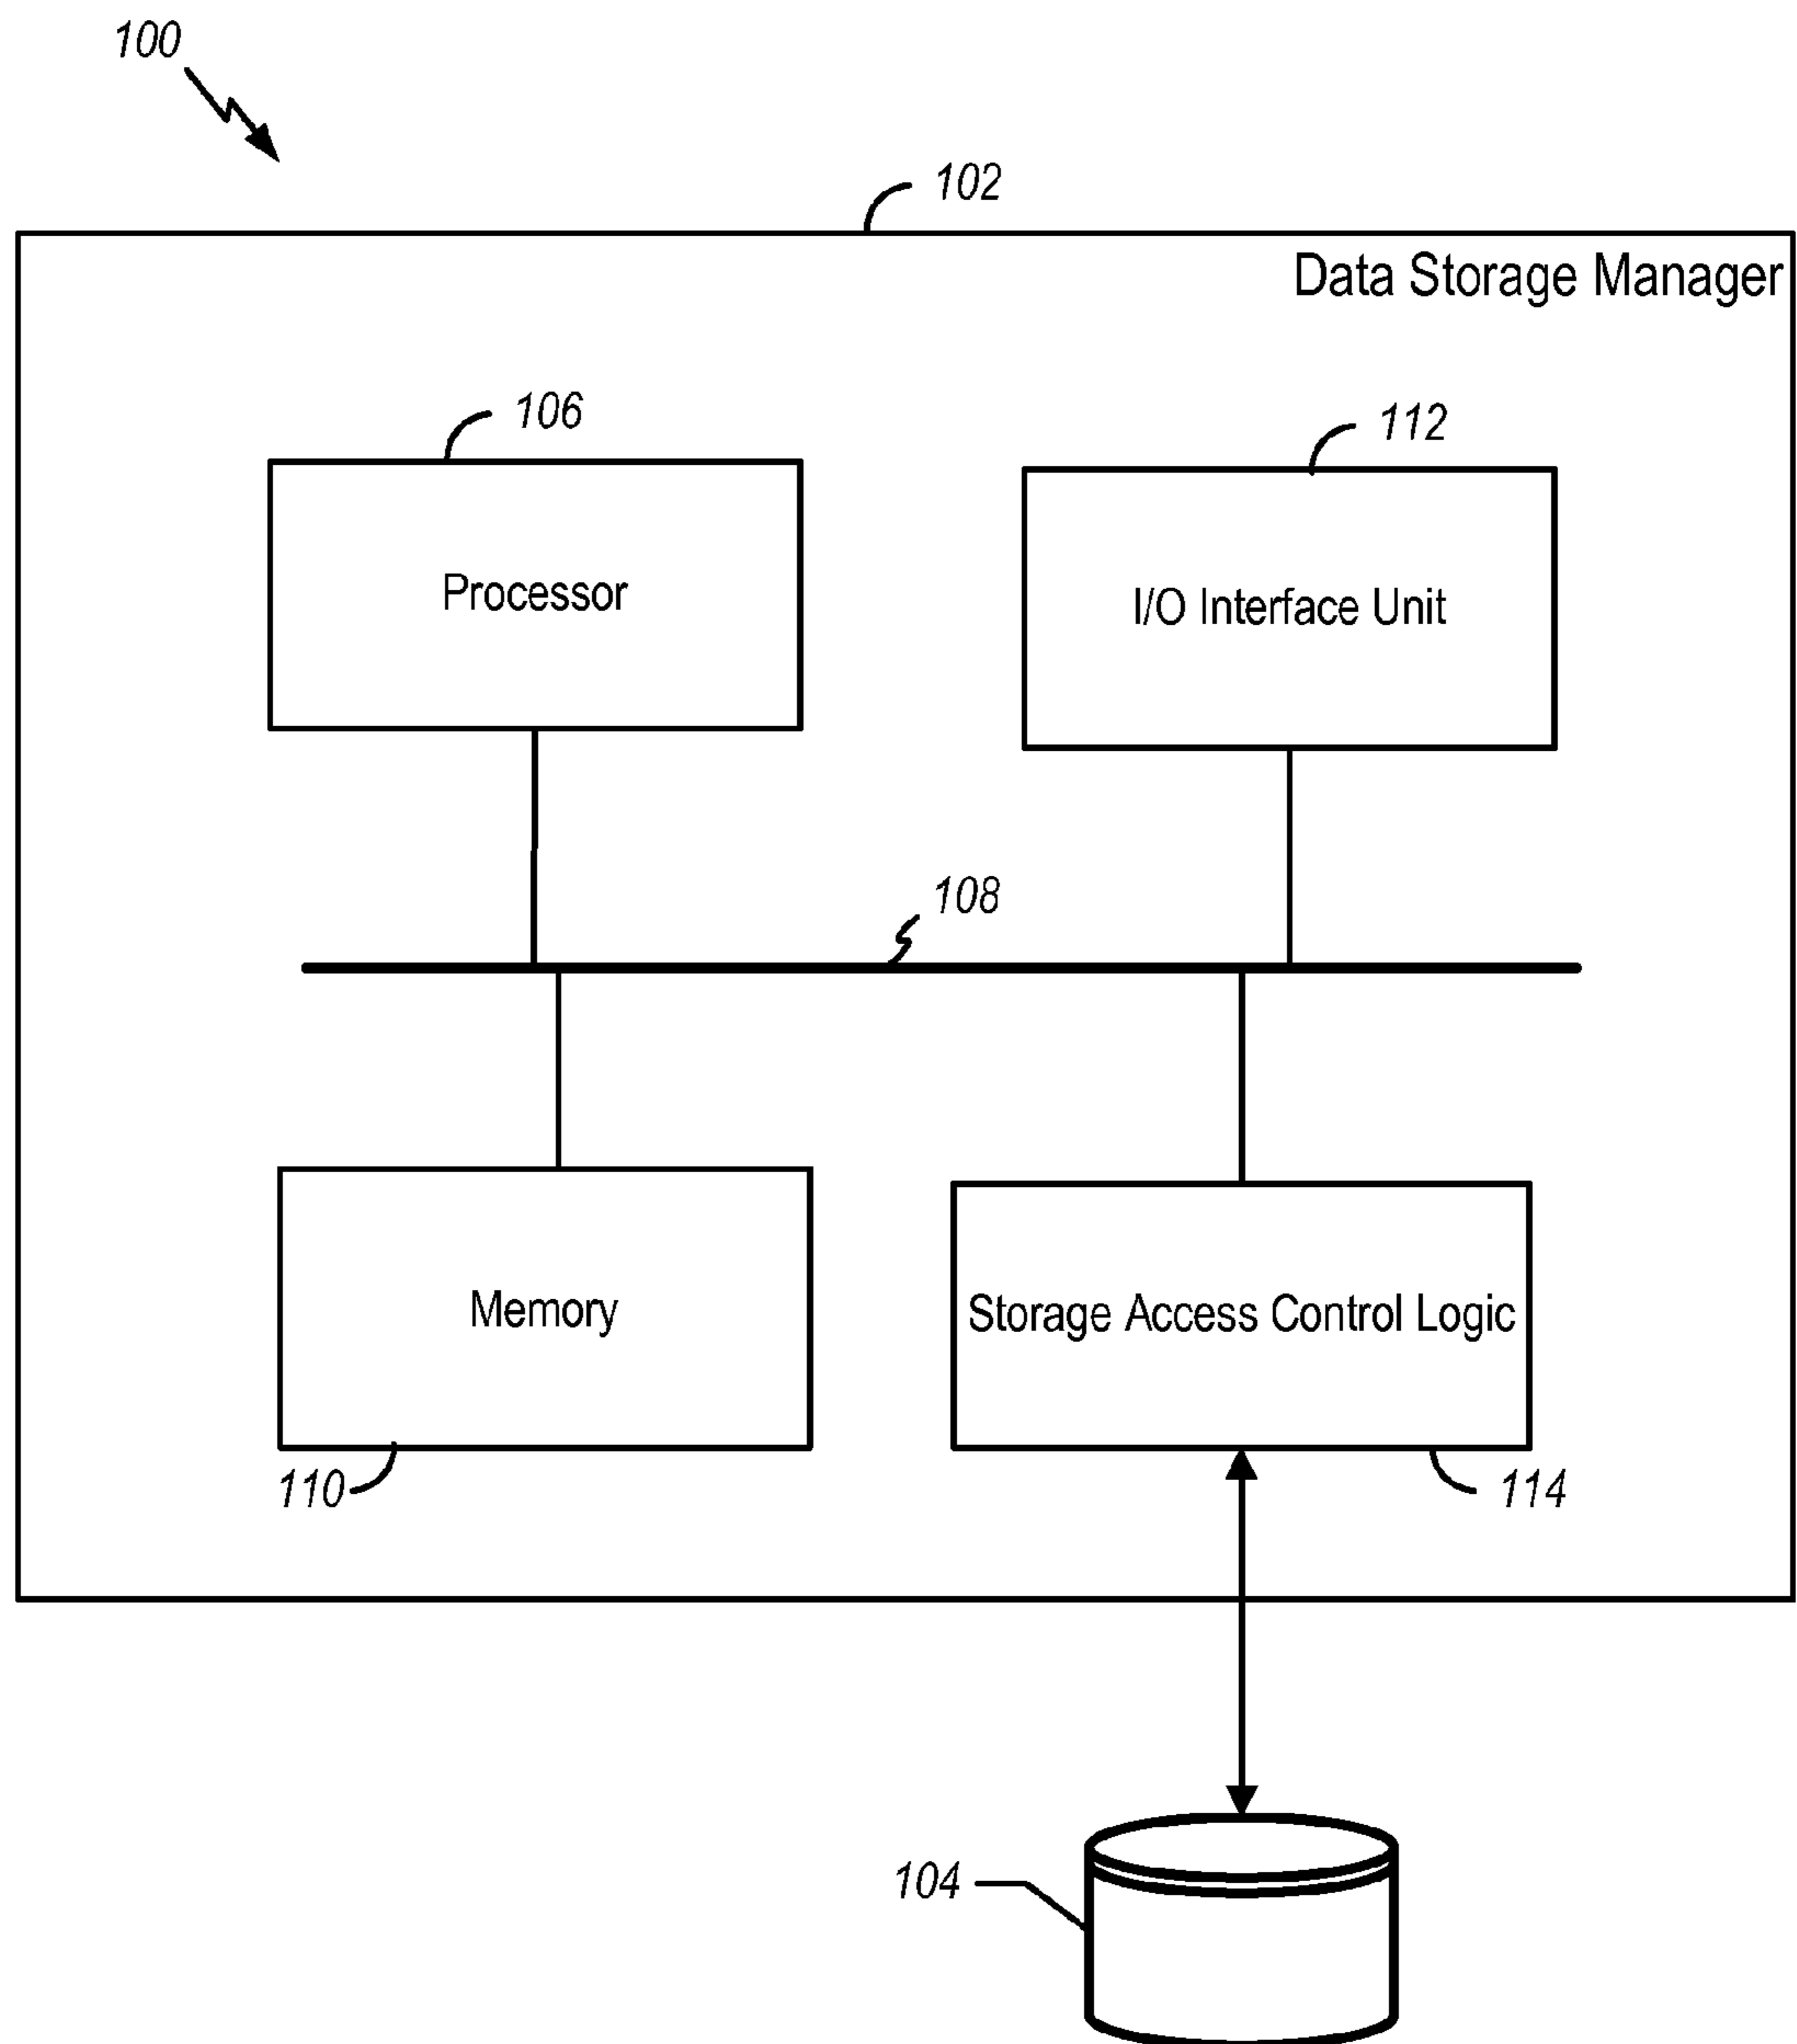 100
102
Data Storage Manager
106
112
Processor
I/O Interface Unit
108
Memory
Storage Access Control Logic
110
114
104